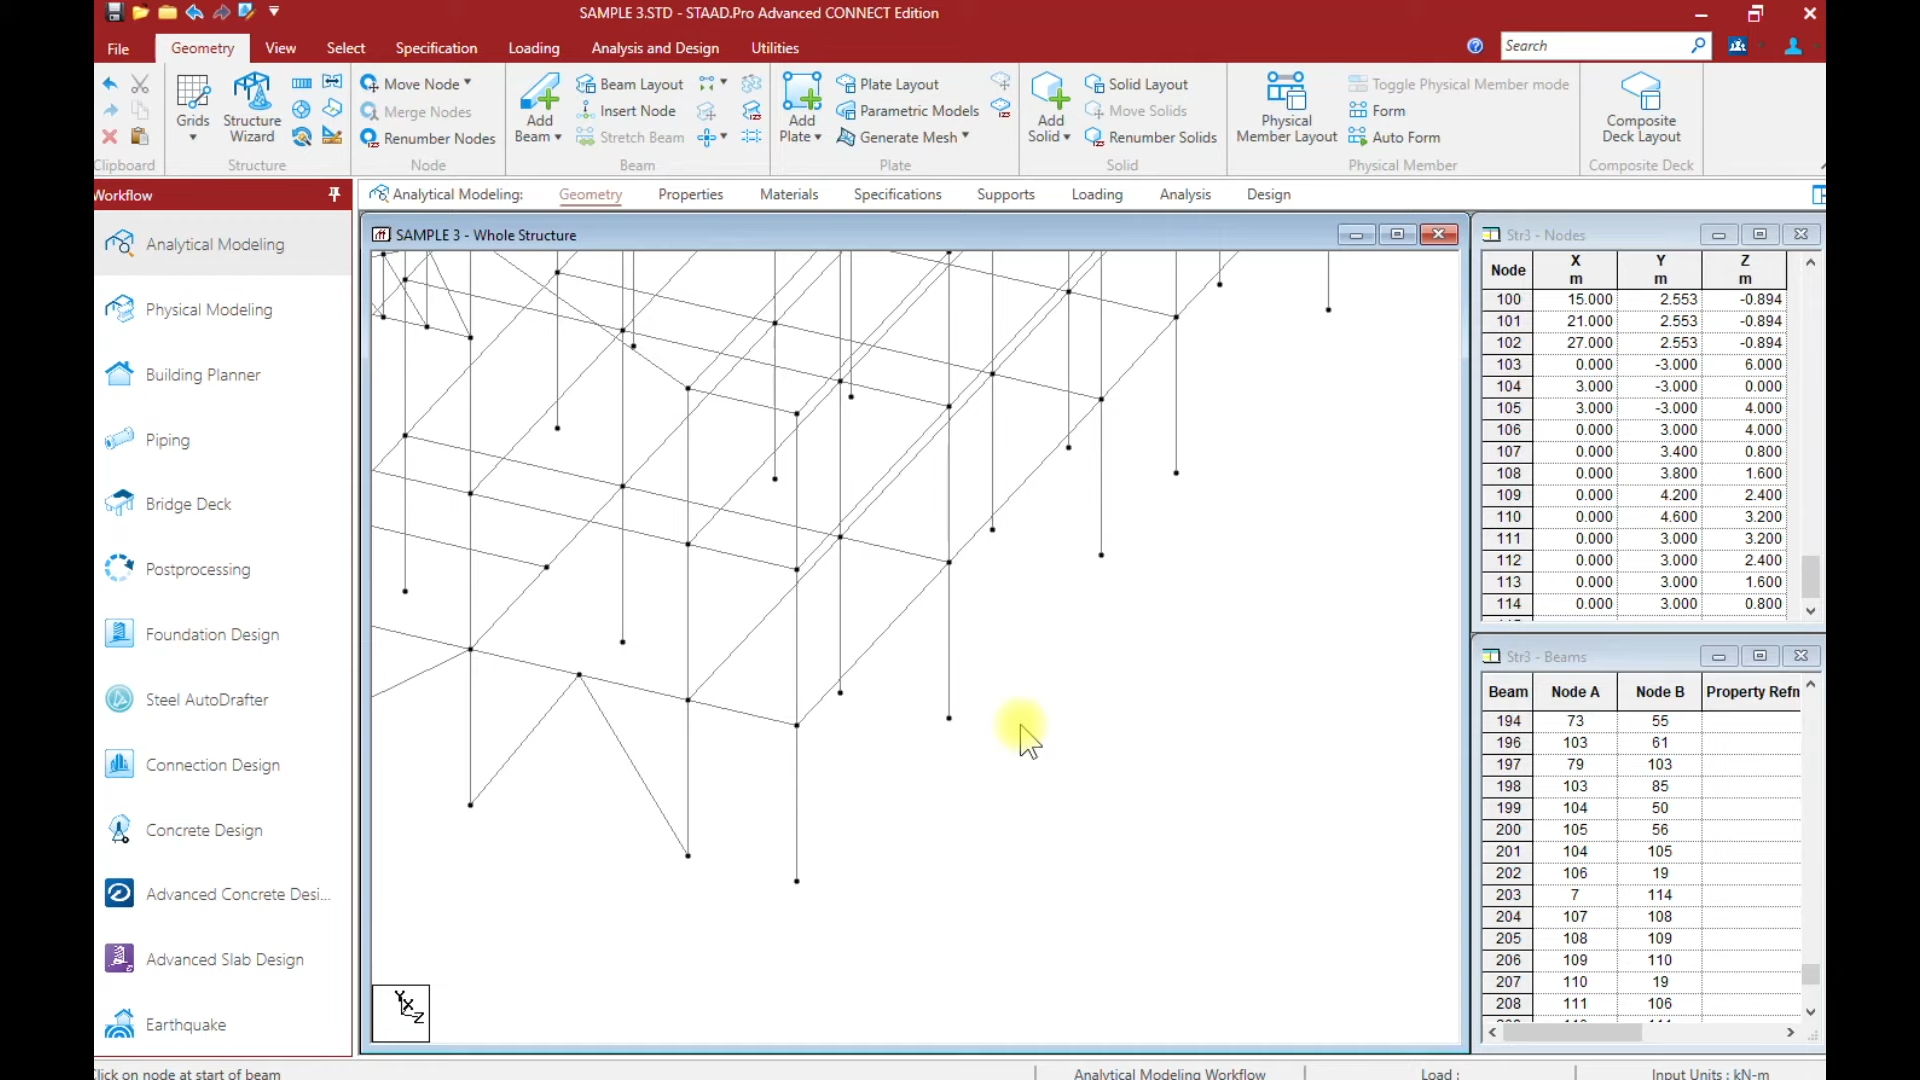 SAMPLE 3.STD - STAAD.Pro Advanced CONNECT Edition
File Geometry View Select Specification Loading Analysis and Design Utilities Search
Grids Structure Wizard Move Node Merge Nodes Renumber Nodes
Add Beam Beam Layout Insert Node Stretch Beam
Add Plate Plate Layout Parametric Models Generate Mesh
Add Solid Solid Layout Move Solids Renumber Solids
Physical Member Layout Toggle Physical Member mode Form Auto Form
Composite Deck Layout
Clipboard Structure Node Beam Plate Solid Physical Member Composite Deck
Workflow
Analytical Modeling: Geometry Properties Materials Specifications Supports Loading Analysis Design
Analytical Modeling
Physical Modeling
Building Planner
Piping
Bridge Deck
Postprocessing
Foundation Design
Steel AutoDrafter
Connection Design
Concrete Design
Advanced Concrete Desi...
Advanced Slab Design
Earthquake
SAMPLE 3 - Whole Structure
Y
X
Z
Str3 - Nodes
Node X m Y m Z m
100 15.000 2.553 -0.894
101 21.000 2.553 -0.894
102 27.000 2.553 -0.894
103 0.000 -3.000 6.000
104 3.000 -3.000 0.000
105 3.000 -3.000 4.000
106 0.000 3.000 4.000
107 0.000 3.400 0.800
108 0.000 3.800 1.600
109 0.000 4.200 2.400
110 0.000 4.600 3.200
111 0.000 3.000 3.200
112 0.000 3.000 2.400
113 0.000 3.000 1.600
114 0.000 3.000 0.800
Str3 - Beams
Beam Node A Node B Property Refn
194 73 55
196 103 61
197 79 103
198 103 85
199 104 50
200 105 56
201 104 105
202 106 19
203 7 114
204 107 108
205 108 109
206 109 110
207 110 19
208 111 106
Click on node at start of beam Analytical Modeling Workflow Load : Input Units : kN-m